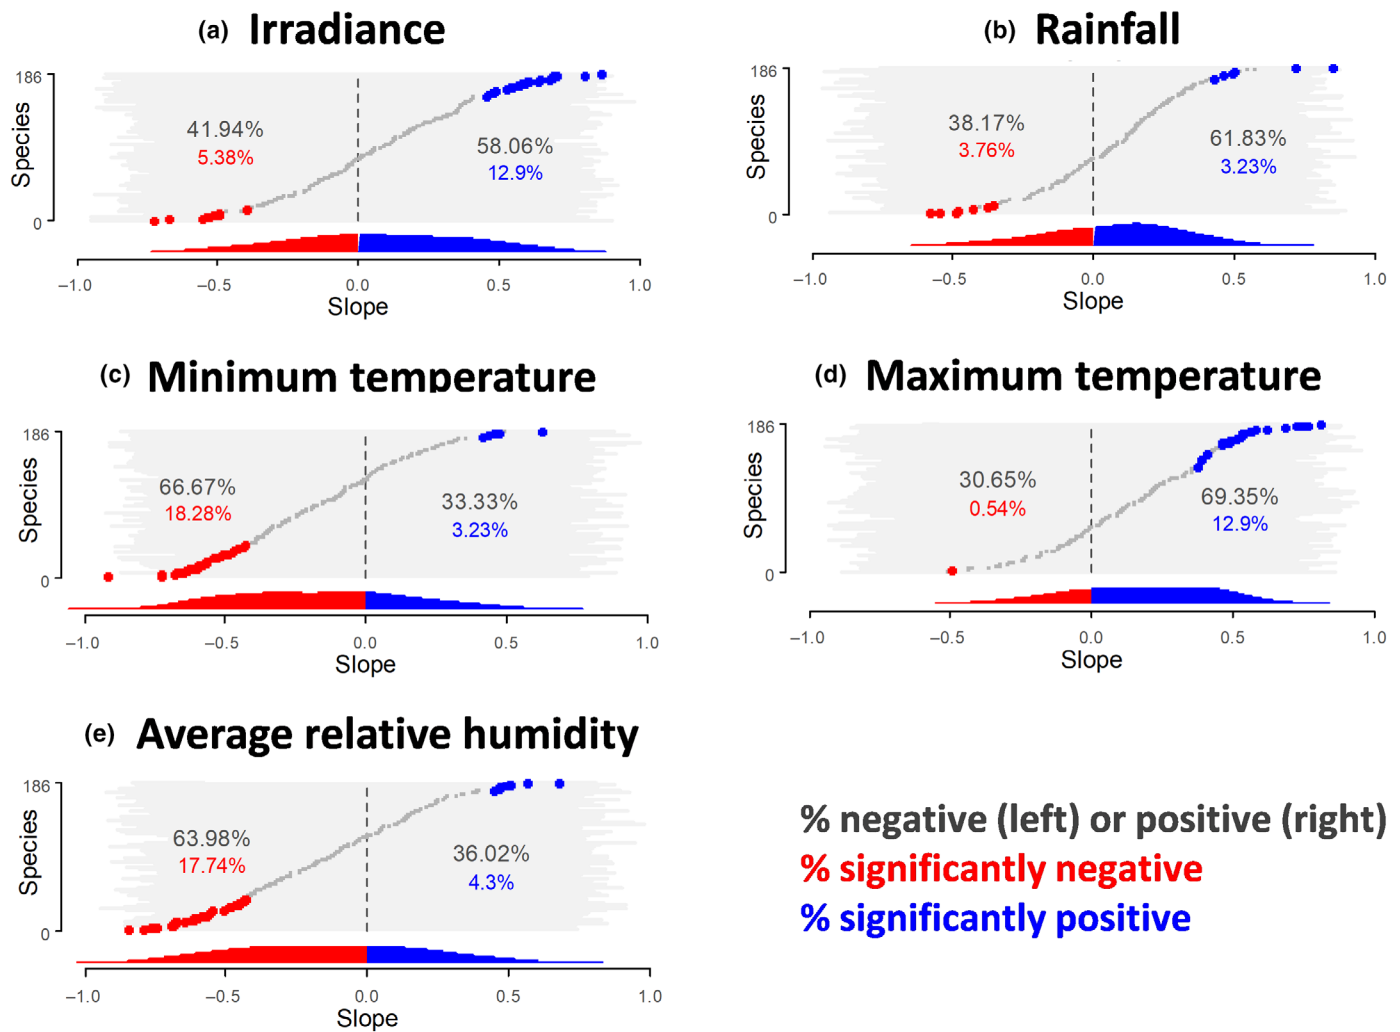 (a) Irradiance
186
Species
0
41.94%
5.38%
58.06%
12.9%
−1.0 −0.5 0.0 0.5 1.0
Slope
(b) Rainfall
186
Species
0
38.17%
3.76%
61.83%
3.23%
−1.0 −0.5 0.0 0.5 1.0
Slope
(c) Minimum temperature
186
Species
0
66.67%
18.28%
33.33%
3.23%
−1.0 −0.5 0.0 0.5 1.0
Slope
(d) Maximum temperature
186
Species
0
30.65%
0.54%
69.35%
12.9%
−1.0 −0.5 0.0 0.5 1.0
Slope
(e) Average relative humidity
186
Species
0
63.98%
17.74%
36.02%
4.3%
−1.0 −0.5 0.0 0.5 1.0
Slope
% negative (left) or positive (right)
% significantly negative
% significantly positive